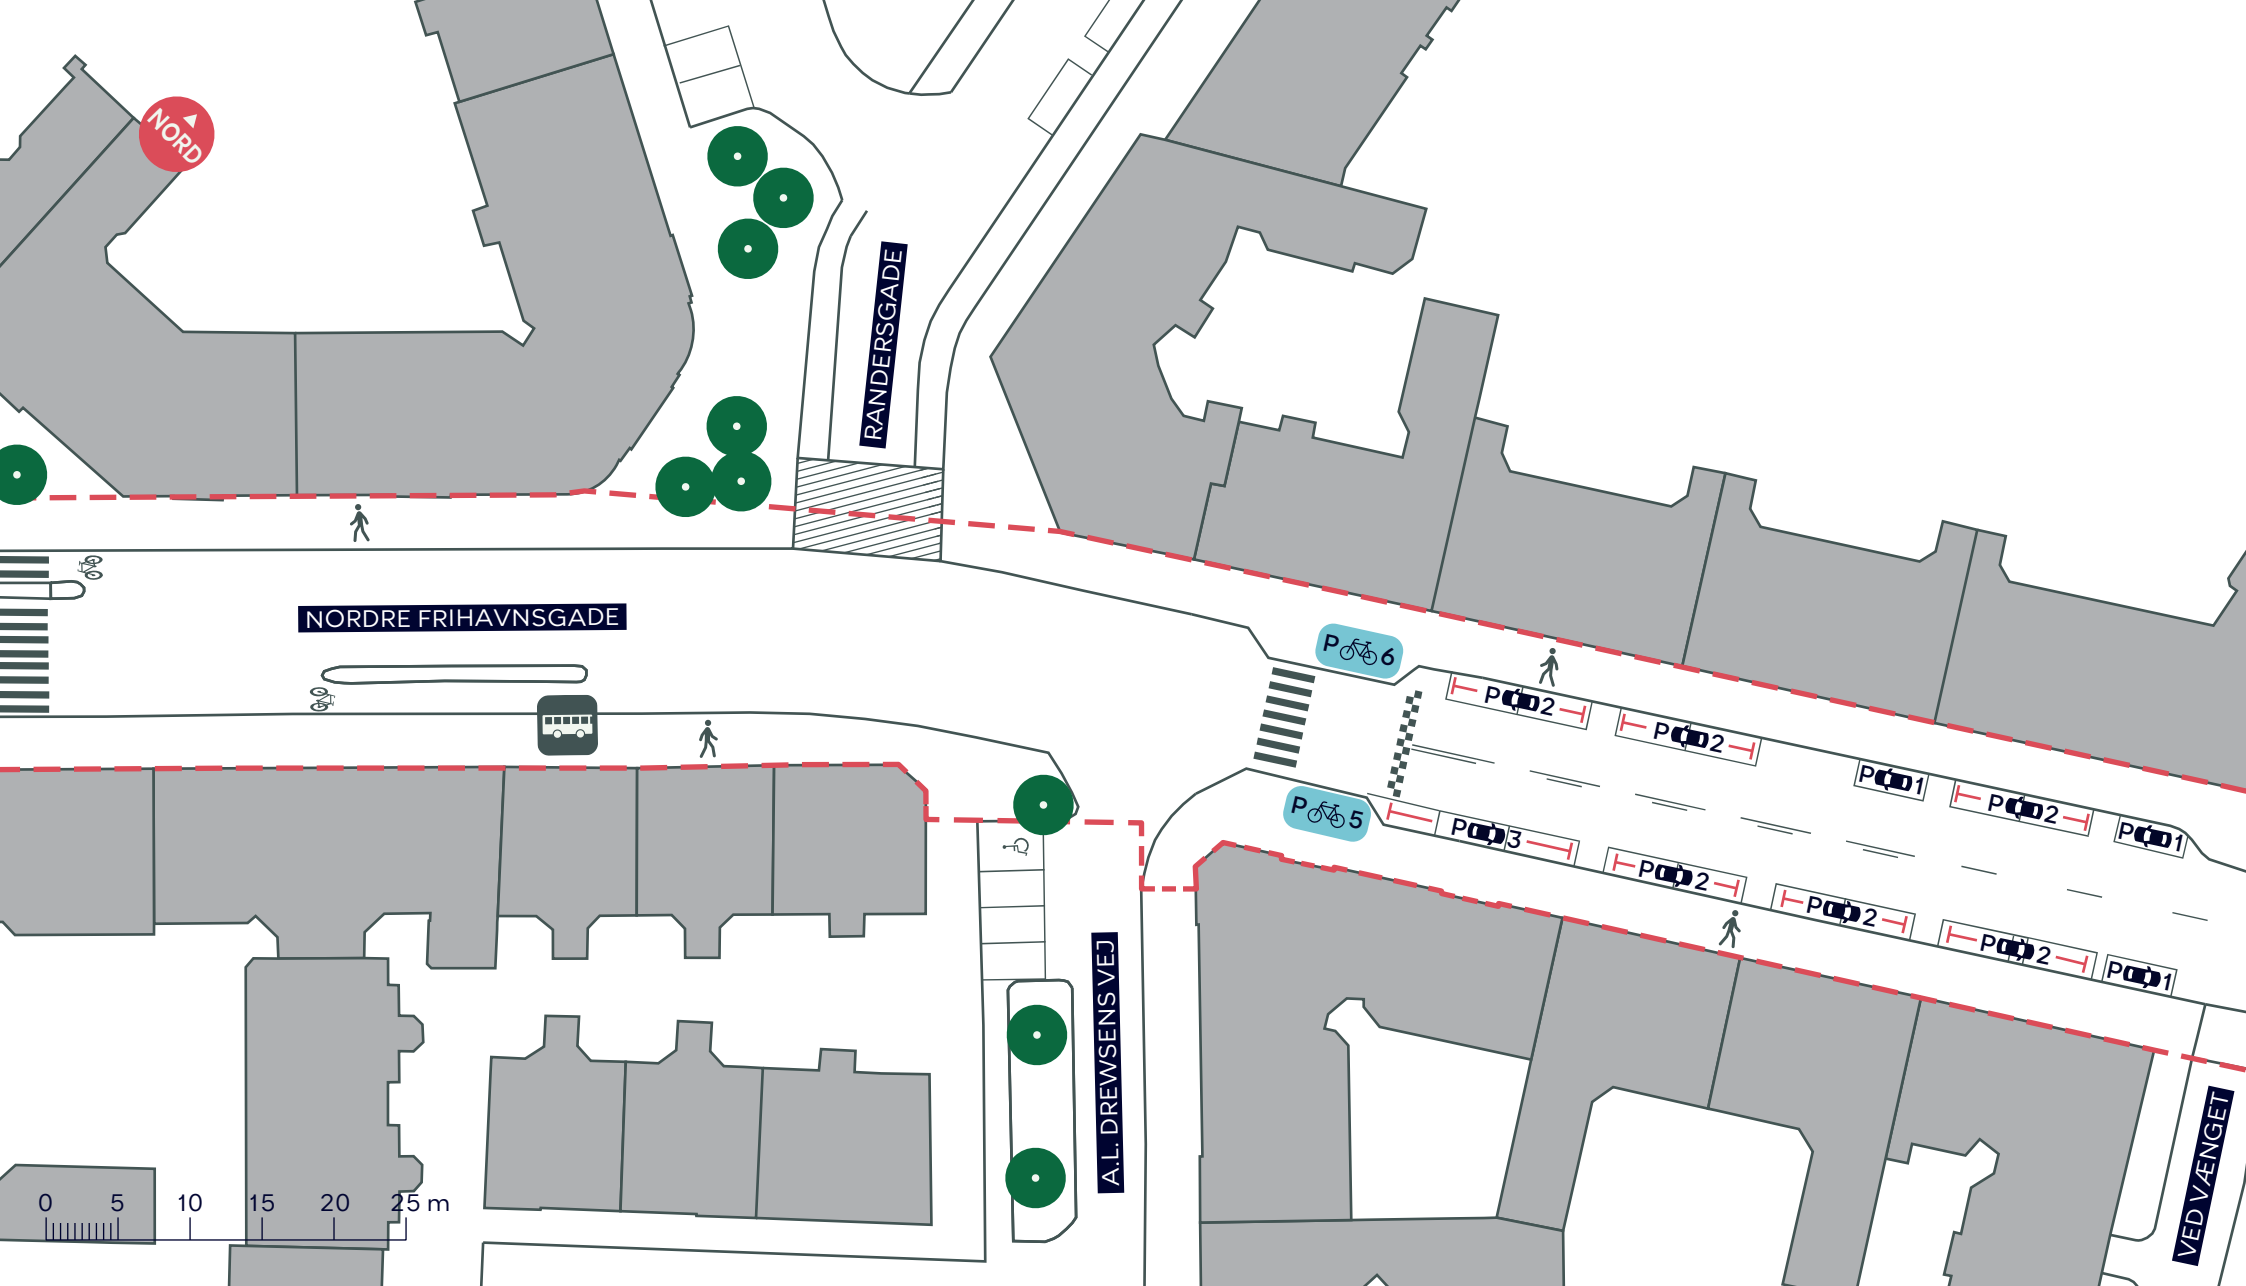 NORD
RANDERSGADE
NORDRE FRIHAVNSGADE
P 6
P 2
P 2
P 1
P 2
P 1
P 5
P 3
P 2
P 2
P 2
P 1
A.L. DREWSENS VEJ
VED VÆNGET
0 5 10 15 20 25 m